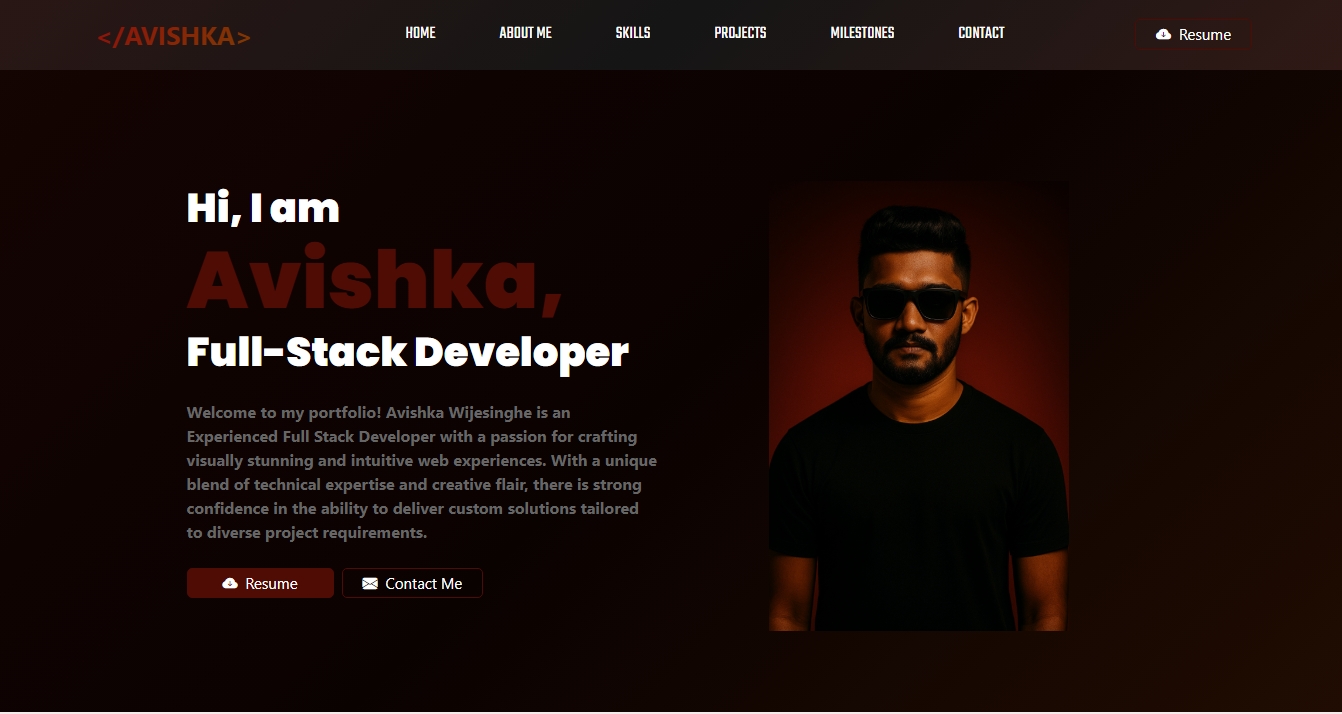 </AVISHKA>
HOME ABOUT ME SKILLS PROJECTS MILESTONES CONTACT
Resume
Hi, I am
Avishka,
Full-Stack Developer
Welcome to my portfolio! Avishka Wijesinghe is an
Experienced Full Stack Developer with a passion for crafting
visually stunning and intuitive web experiences. With a unique
blend of technical expertise and creative flair, there is strong
confidence in the ability to deliver custom solutions tailored
to diverse project requirements.
Resume
Contact Me